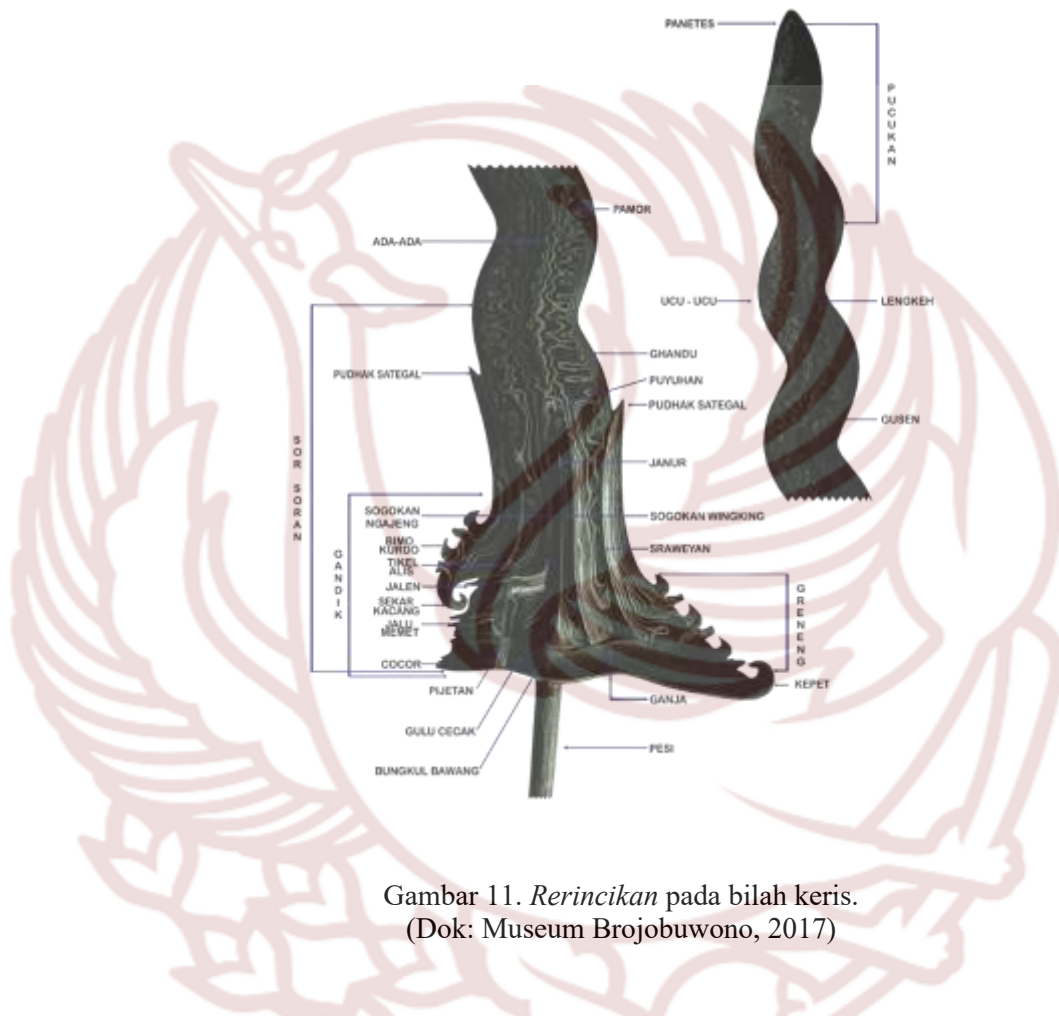 PANETES
PUCUKAN
PAMOR
ADA-ADA
UCU - UCU
LENGKEH
GHANDU
PUDHAK SATEGAL
PUYUHAN
PUDHAK SATEGAL
GUSEN
SOR SORAN
JANUR
GANDIK
SOGOKAN
NGAJENG
SOGOKAN WINGKING
BIMO
KURDO
SRAWEYAN
TIKEL
ALIS
JALEN
GRENENG
SEKAR
KACANG
JALU
MEMET
COCOR
KEPET
PIJETAN
GANJA
GULU CECAK
PESI
BUNGKUL BAWANG
Gambar 11. Rerincikan pada bilah keris.
(Dok: Museum Brojobuwono, 2017)